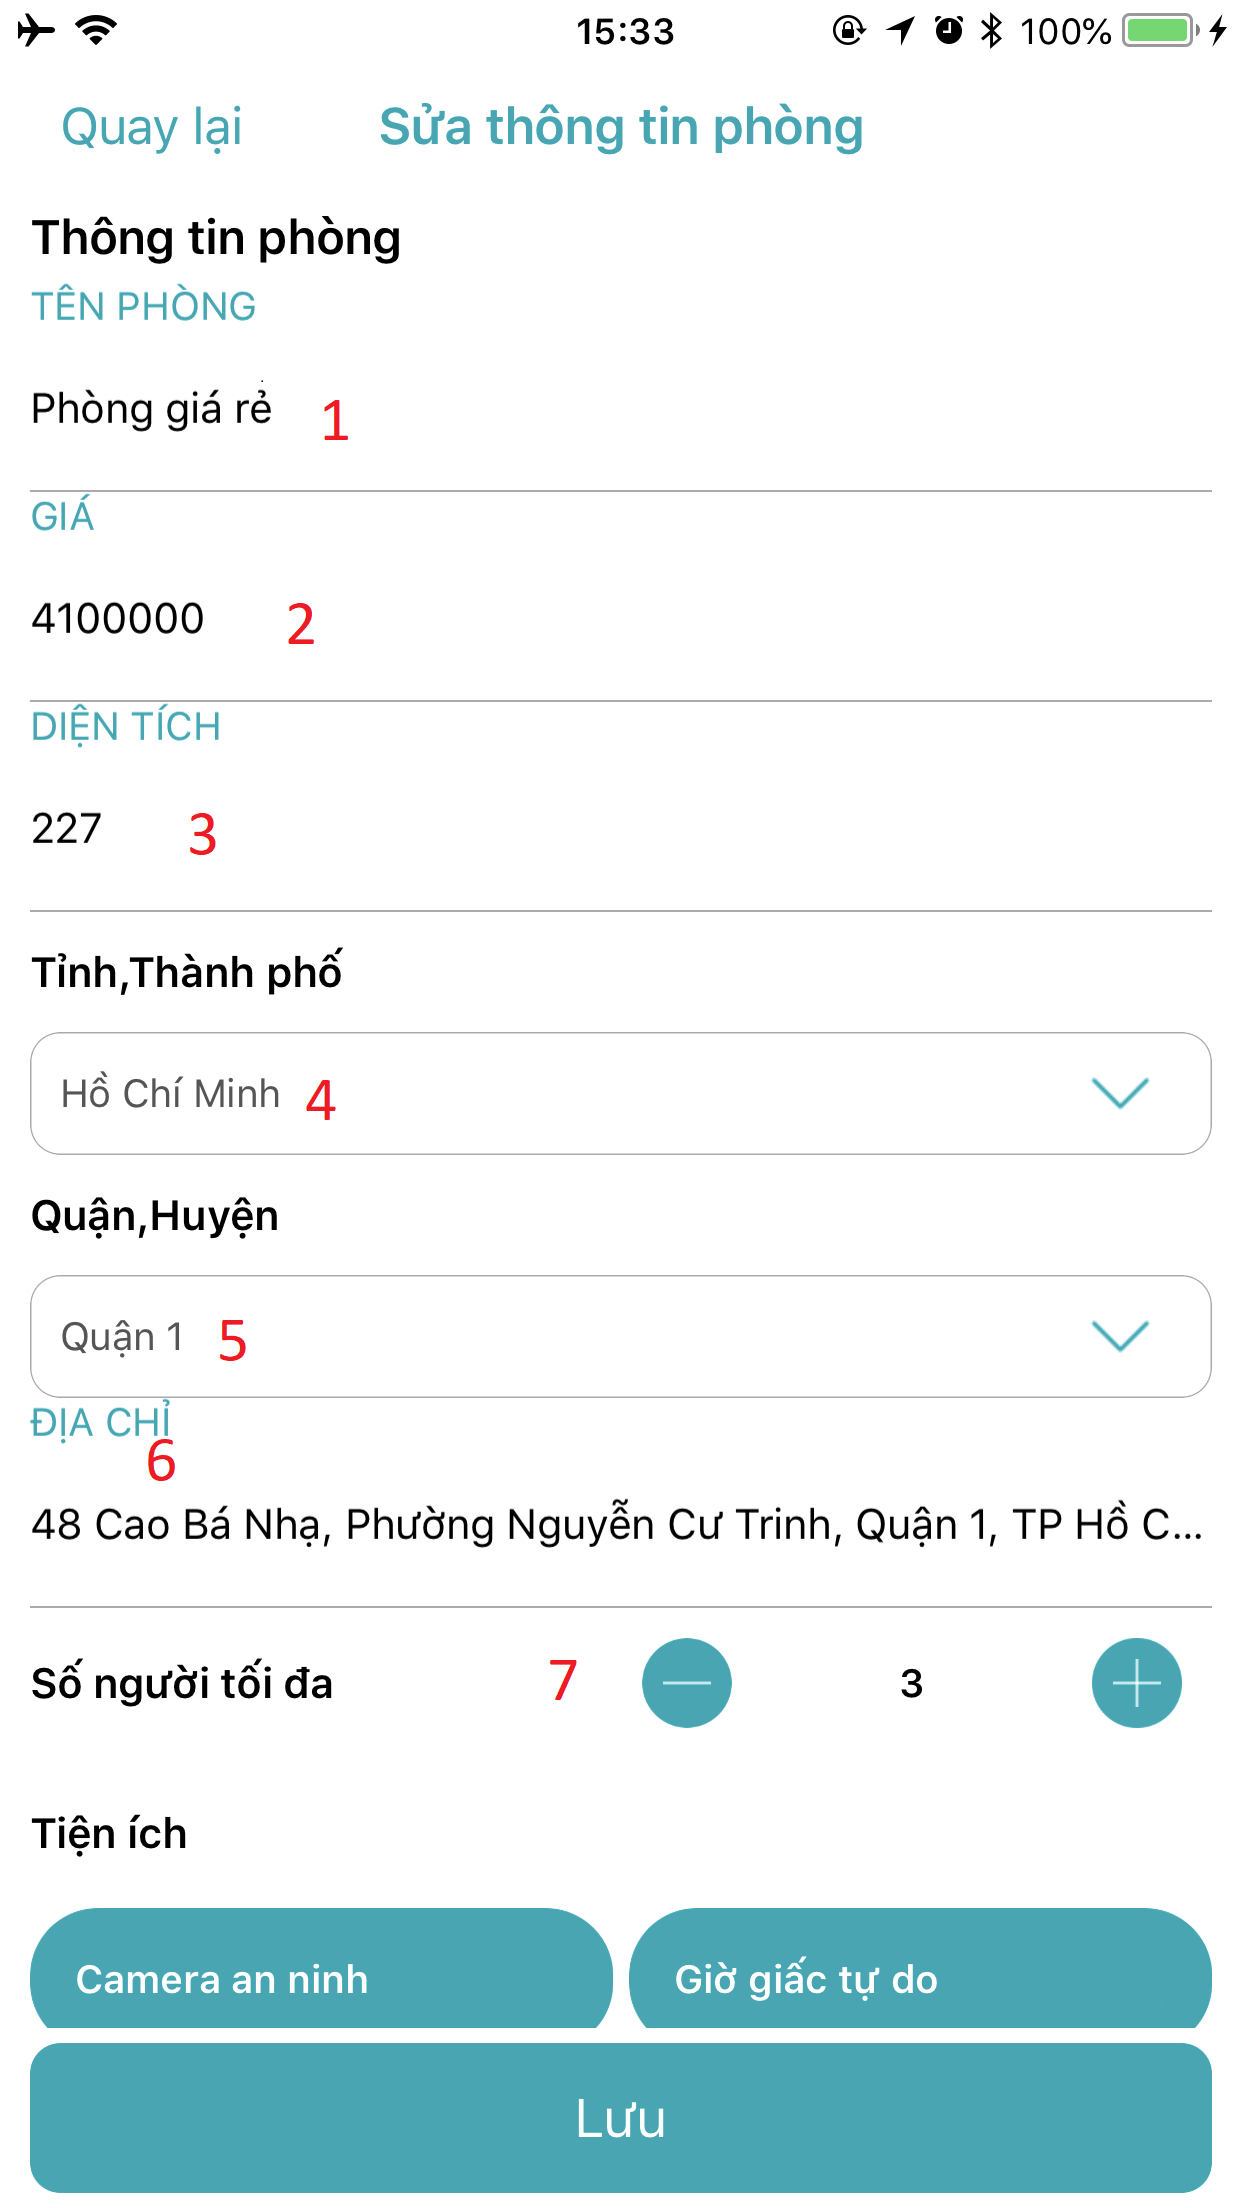 15:33 100%
Quay lại Sửa thông tin phòng
Thông tin phòng
TÊN PHÒNG
Phòng giá rẻ 1
GIÁ
4100000 2
DIỆN TÍCH
227 3
Tỉnh,Thành phố
Hồ Chí Minh 4
Quận,Huyện
Quận 1 5
ĐỊA CHỈ
6
48 Cao Bá Nhạ, Phường Nguyễn Cư Trinh, Quận 1, TP Hồ C...
Số người tối đa 7 3
Tiện ích
Camera an ninh Giờ giấc tự do
Lưu